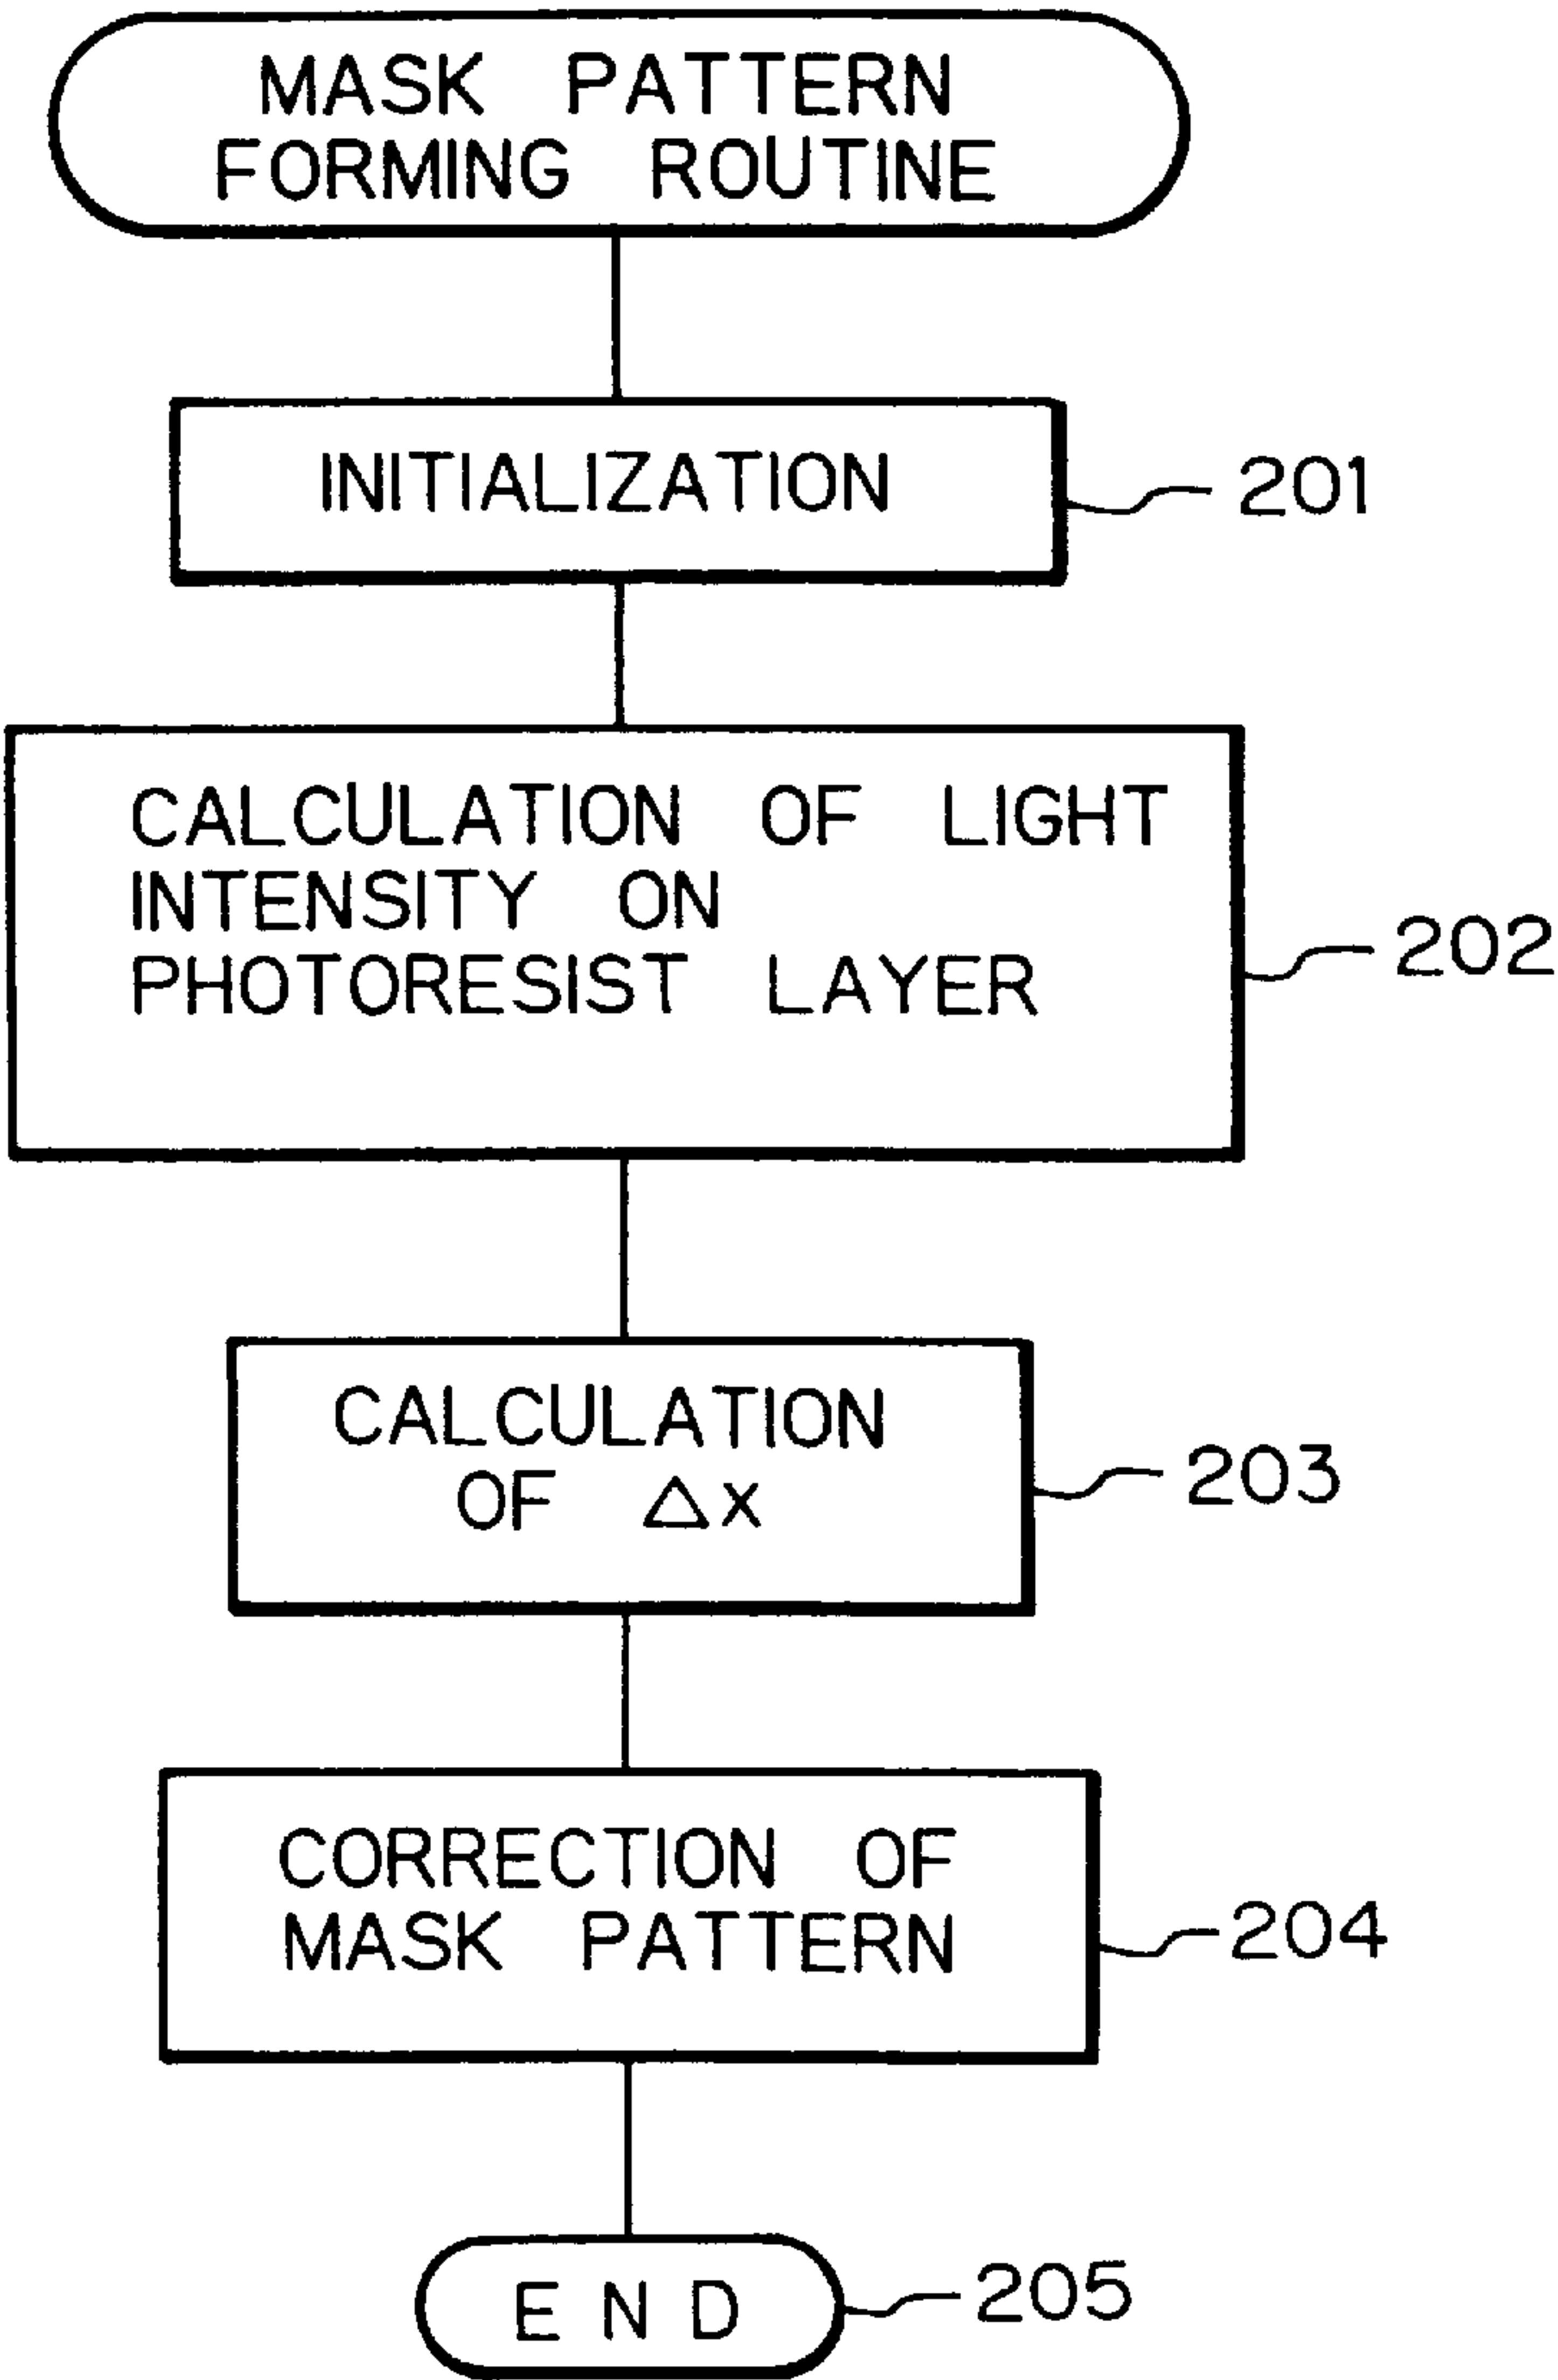 MASK PATTERN
FORMING ROUTINE
INITIALIZATION
201
CALCULATION OF LIGHT
INTENSITY ON
PHOTORESIST LAYER
202
CALCULATION
OF Δx
203
CORRECTION OF
MASK PATTERN
204
END
205